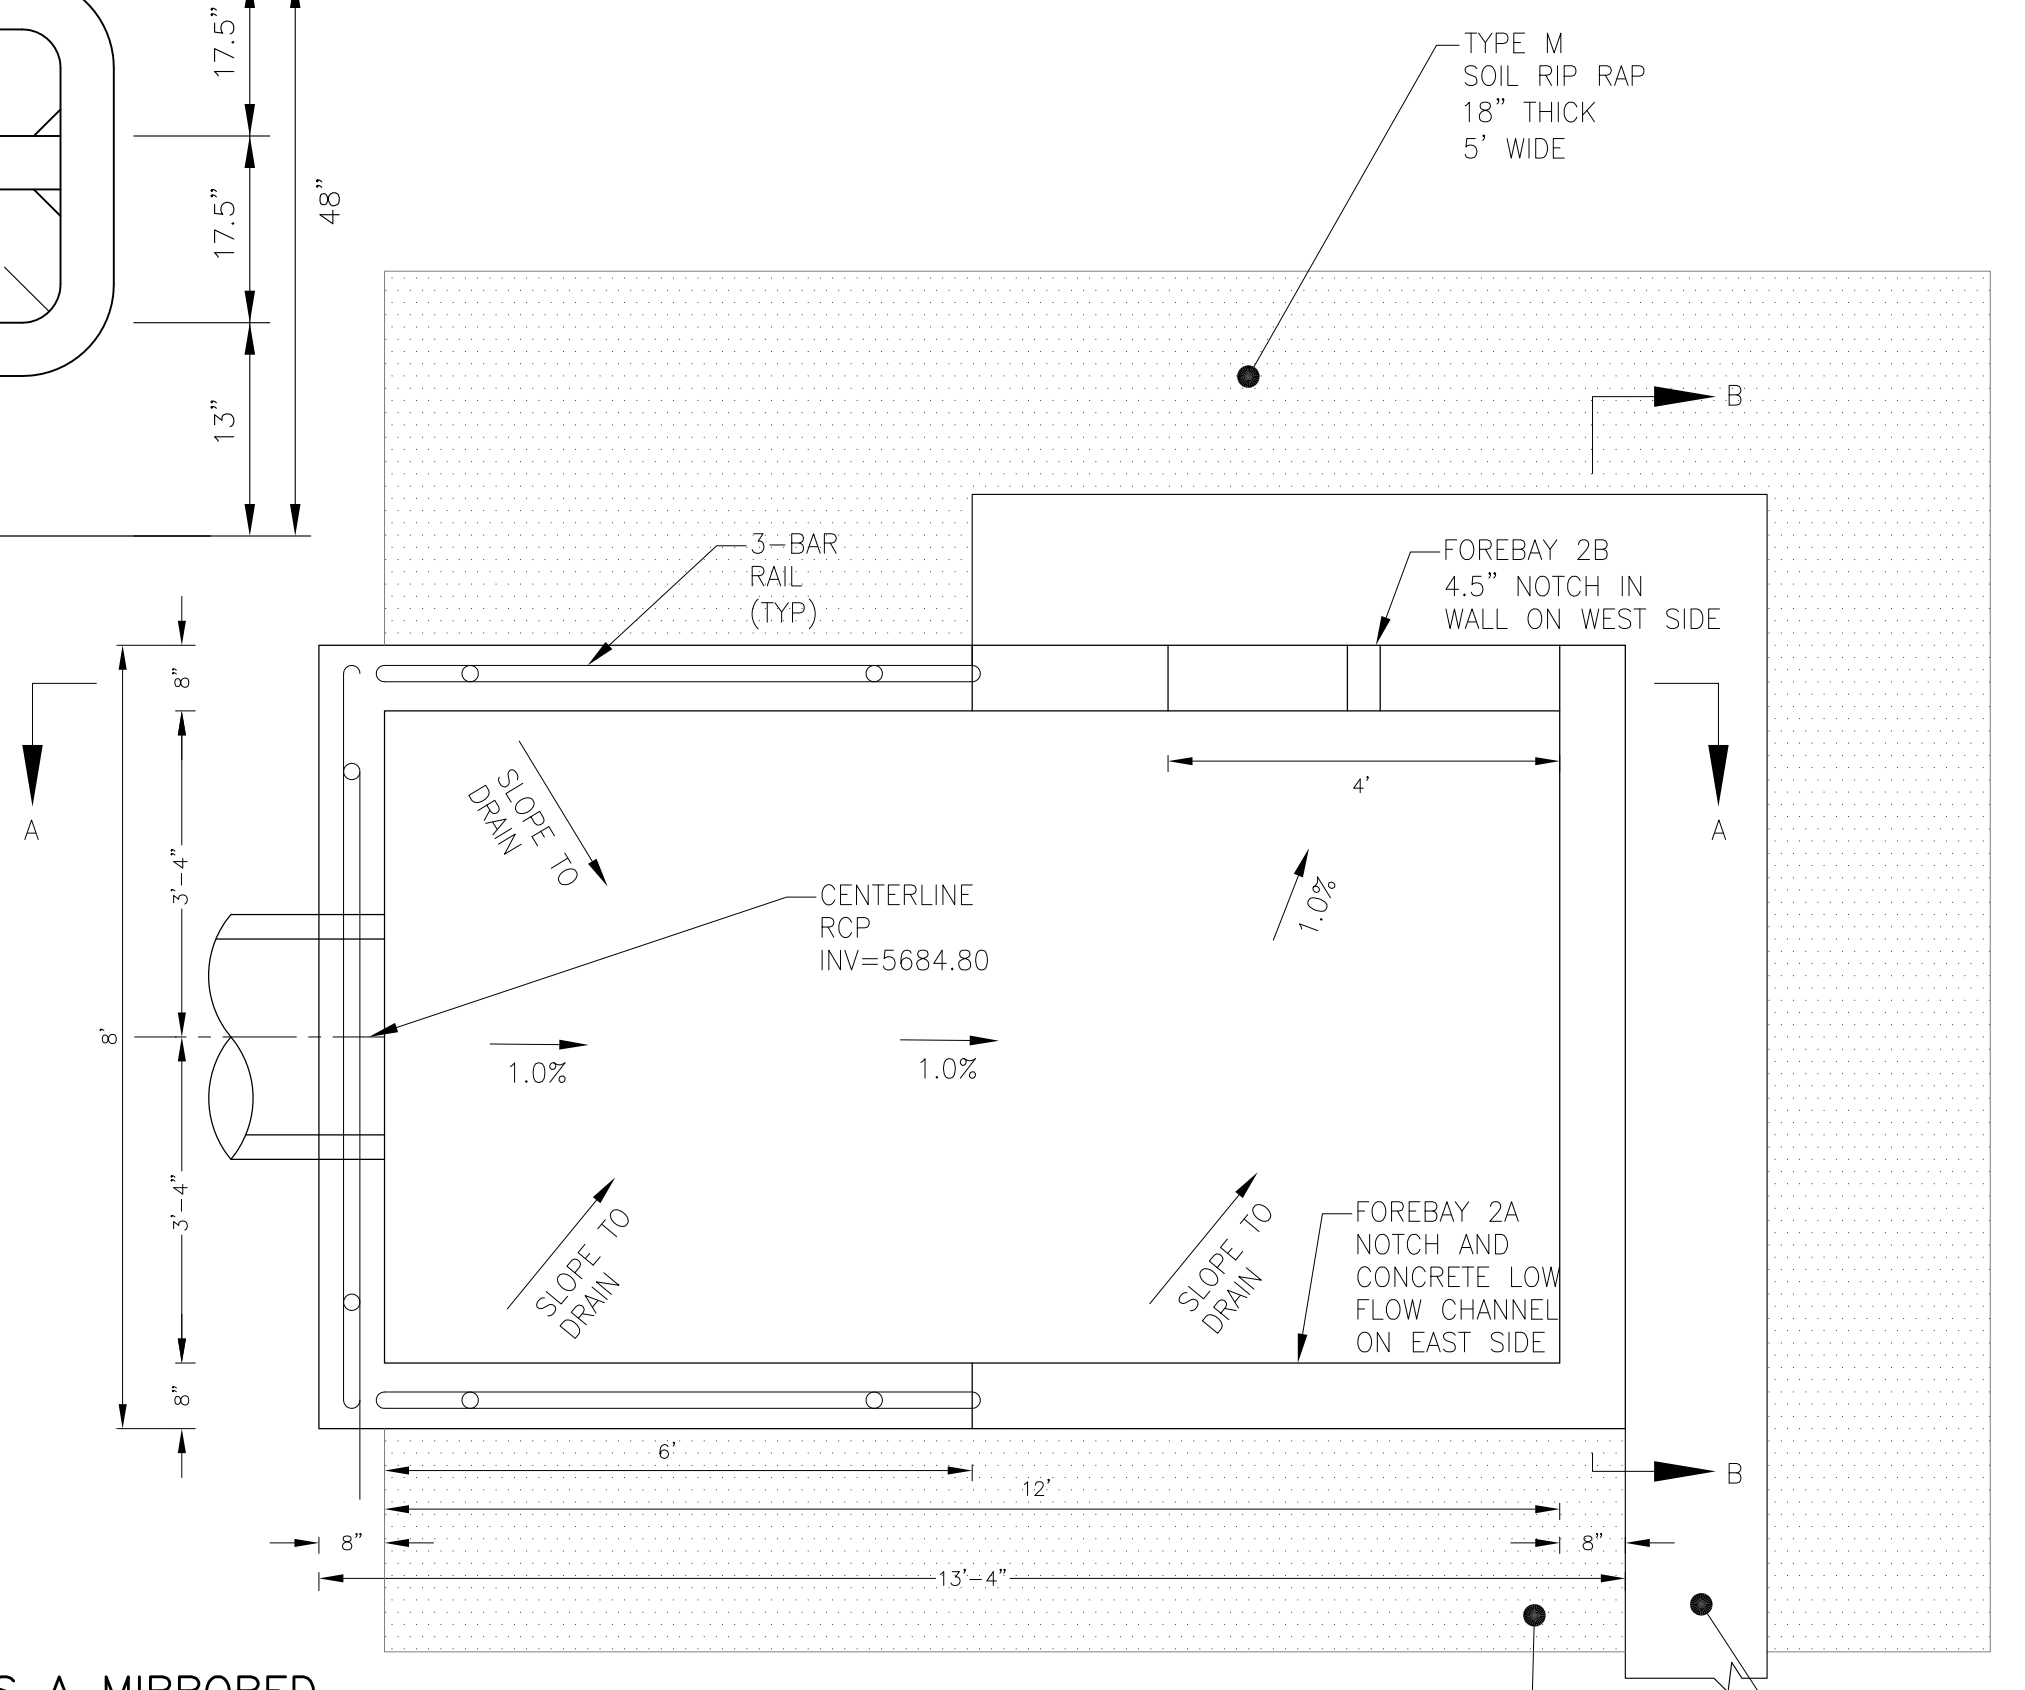 17.5"
17.5"
48"
13"
TYPE M
SOIL RIP RAP
18" THICK
5' WIDE
B
3-BAR
RAIL
(TYP)
FOREBAY 2B
4.5" NOTCH IN
WALL ON WEST SIDE
8"
A
A
4'
SLOPE TO
DRAIN
3'-4"
CENTERLINE
RCP
INV=5684.80
1.0%
8'
1.0%
1.0%
3'-4"
SLOPE TO
DRAIN
SLOPE TO
DRAIN
FOREBAY 2A
NOTCH AND
CONCRETE LOW
FLOW CHANNEL
ON EAST SIDE
8"
6'
12'
B
8"
8"
13'-4"
S A MIRRORED